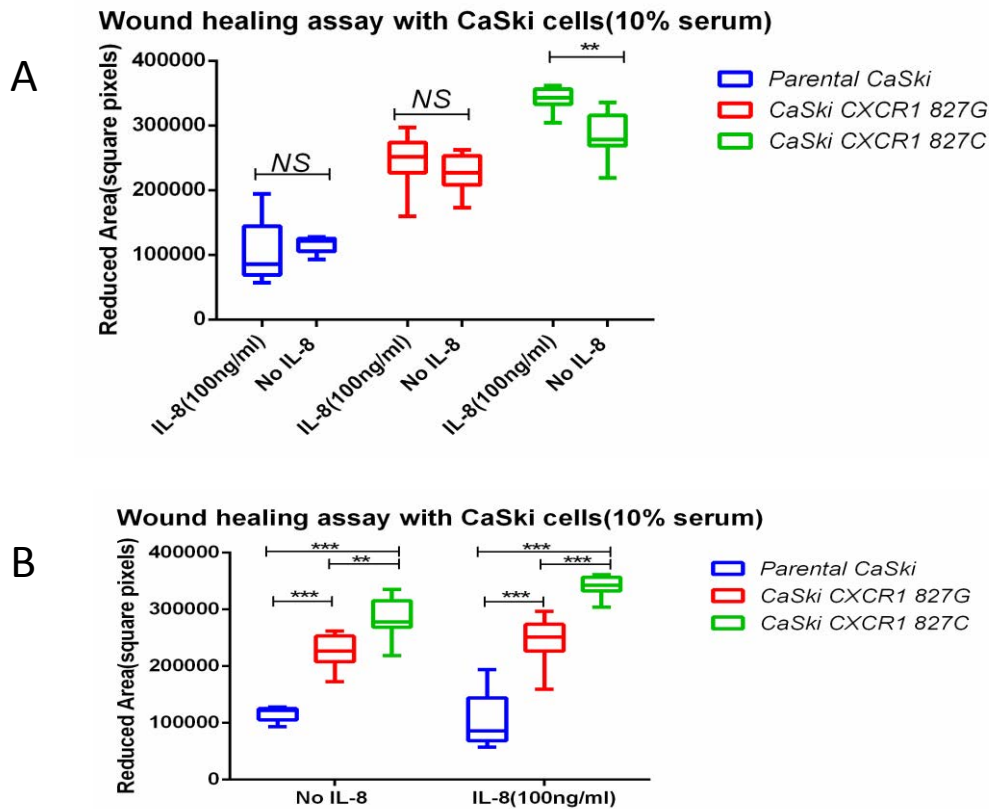 A
Wound healing assay with CaSki cells(10% serum)
Reduced Area(square pixels)
400000
300000
200000
100000
0
NS
NS
**
IL-8(100ng/ml)
No IL-8
IL-8(100ng/ml)
No IL-8
IL-8(100ng/ml)
No IL-8
Parental CaSki
CaSki CXCR1 827G
CaSki CXCR1 827C
B
Wound healing assay with CaSki cells(10% serum)
Reduced Area(square pixels)
400000
300000
200000
100000
0
***
**
***
***
***
***
No IL-8
IL-8(100ng/ml)
Parental CaSki
CaSki CXCR1 827G
CaSki CXCR1 827C